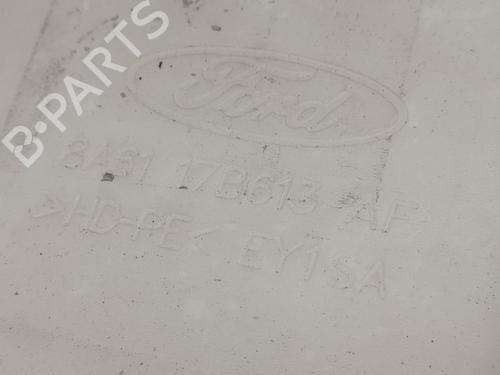 B-PARTS
Ford
8A61 17B613-AF
>HD-PE< EY1SA